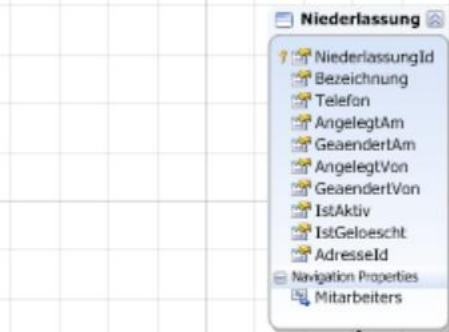 Niederlassung
NiederlassungId
Bezeichnung
Telefon
AngelegtAm
GeaendertAm
AngelegtVon
GeaendertVon
IstAktiv
IstGeloescht
AdresseId
Navigation Properties
Mitarbeiters